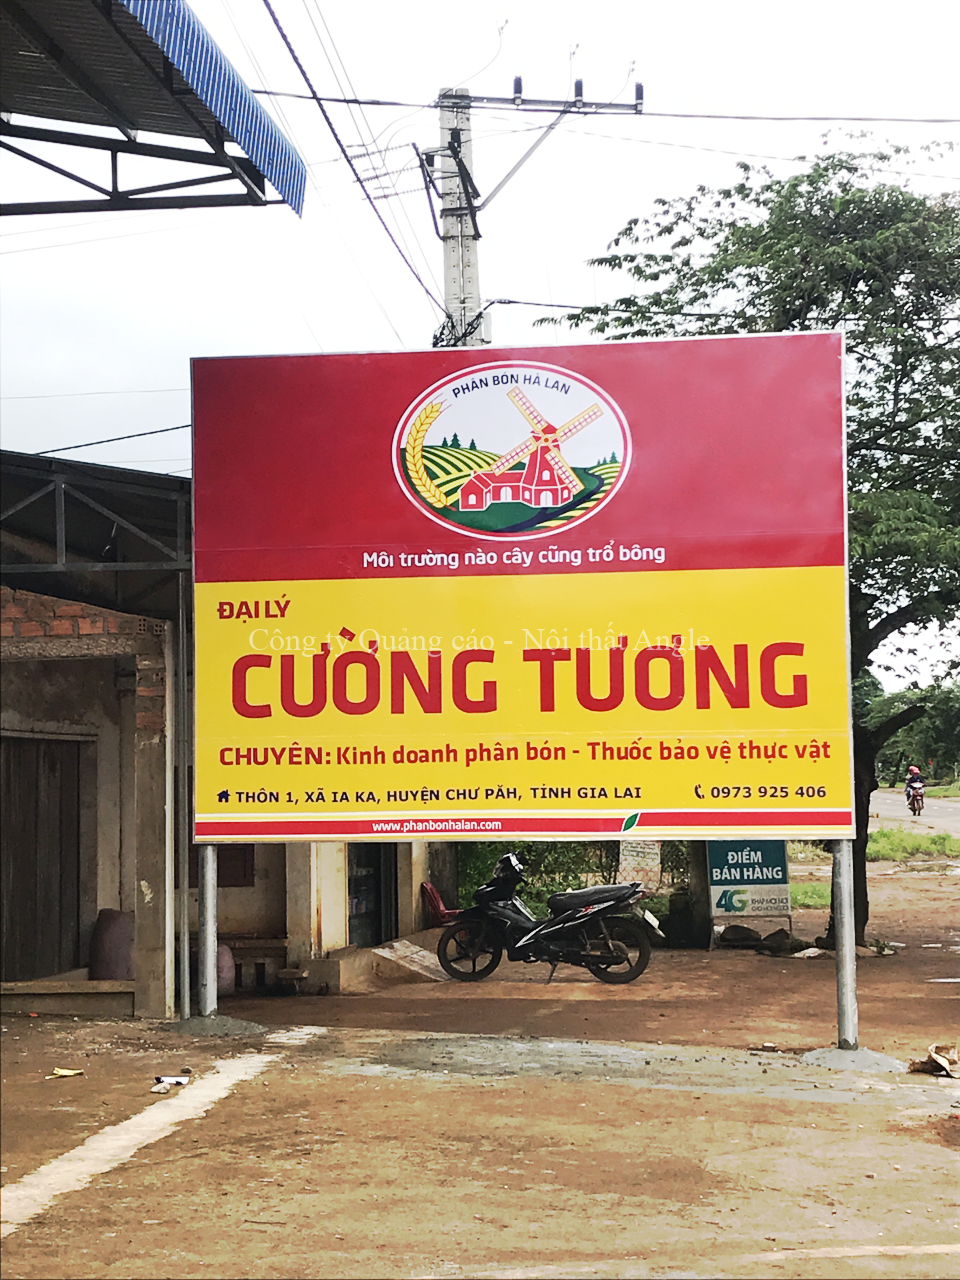 PHÂN BÓN HÀ LAN
Môi trường nào cây cũng trổ bông
ĐẠI LÝ
Công ty Quảng cáo - Nội thất Angle
CƯỜNG TƯƠNG
CHUYÊN: Kinh doanh phân bón - Thuốc bảo vệ thực vật
THÔN 1, XÃ IA KA, HUYỆN CHƯ PĂH, TỈNH GIA LAI 0973 925 406
www.phanbonhalan.com
ĐIỂM
BÁN HÀNG
4G